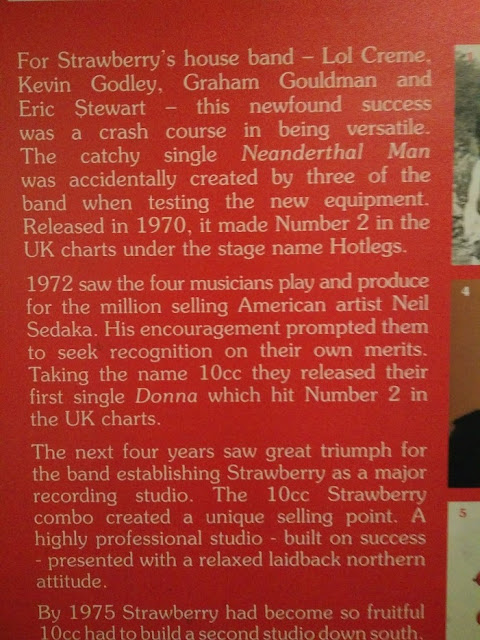 For Strawberry's house band – Lol Creme,
Kevin Godley, Graham Gouldman and
Eric Stewart – this newfound success
was a crash course in being versatile.
The catchy single Neanderthal Man
was accidentally created by three of the
band when testing the new equipment.
Released in 1970, it made Number 2 in the
UK charts under the stage name Hotlegs.
1972 saw the four musicians play and produce
for the million selling American artist Neil
Sedaka. His encouragement prompted them
to seek recognition on their own merits.
Taking the name 10cc they released their
first single Donna which hit Number 2 in
the UK charts.
The next four years saw great triumph for
the band establishing Strawberry as a major
recording studio. The 10cc Strawberry
combo created a unique selling point. A
highly professional studio - built on success
- presented with a relaxed laidback northern
attitude.
By 1975 Strawberry had become so fruitful
10cc had to build a second studio down south,
4
5